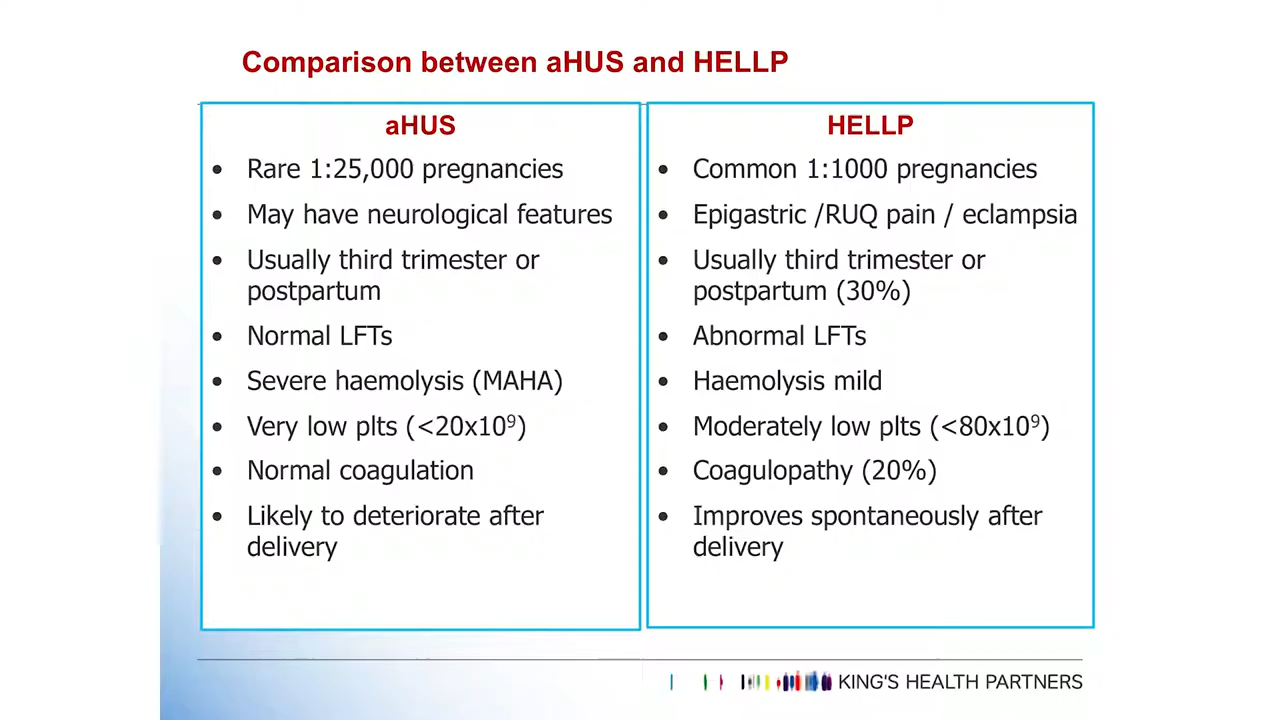 Comparison between aHUS and HELLP
aHUS
• Rare 1:25,000 pregnancies
• May have neurological features
• Usually third trimester or
postpartum
• Normal LFTs
• Severe haemolysis (MAHA)
• Very low plts (<20x10⁹)
• Normal coagulation
• Likely to deteriorate after
delivery
HELLP
• Common 1:1000 pregnancies
• Epigastric /RUQ pain / eclampsia
• Usually third trimester or
postpartum (30%)
• Abnormal LFTs
• Haemolysis mild
• Moderately low plts (<80x10⁹)
• Coagulopathy (20%)
• Improves spontaneously after
delivery
KING'S HEALTH PARTNERS